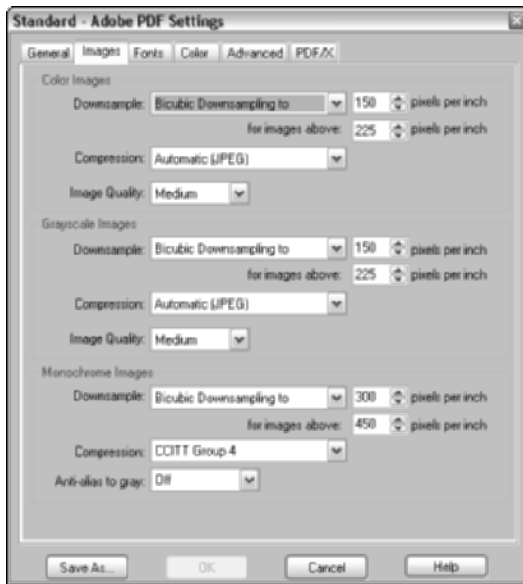 Standard - Adobe PDF Settings
General Images Fonts Color Advanced PDF/X
Color Images
Downsample: Bicubic Downsampling to 150 pixels per inch
for images above: 225 pixels per inch
Compression: Automatic (JPEG)
Image Quality: Medium
Grayscale Images
Downsample: Bicubic Downsampling to 150 pixels per inch
for images above: 225 pixels per inch
Compression: Automatic (JPEG)
Image Quality: Medium
Monochrome Images
Downsample: Bicubic Downsampling to 300 pixels per inch
for images above: 450 pixels per inch
Compression: CCITT Group 4
Anti-alias to gray: Off
Save As... OK Cancel Help